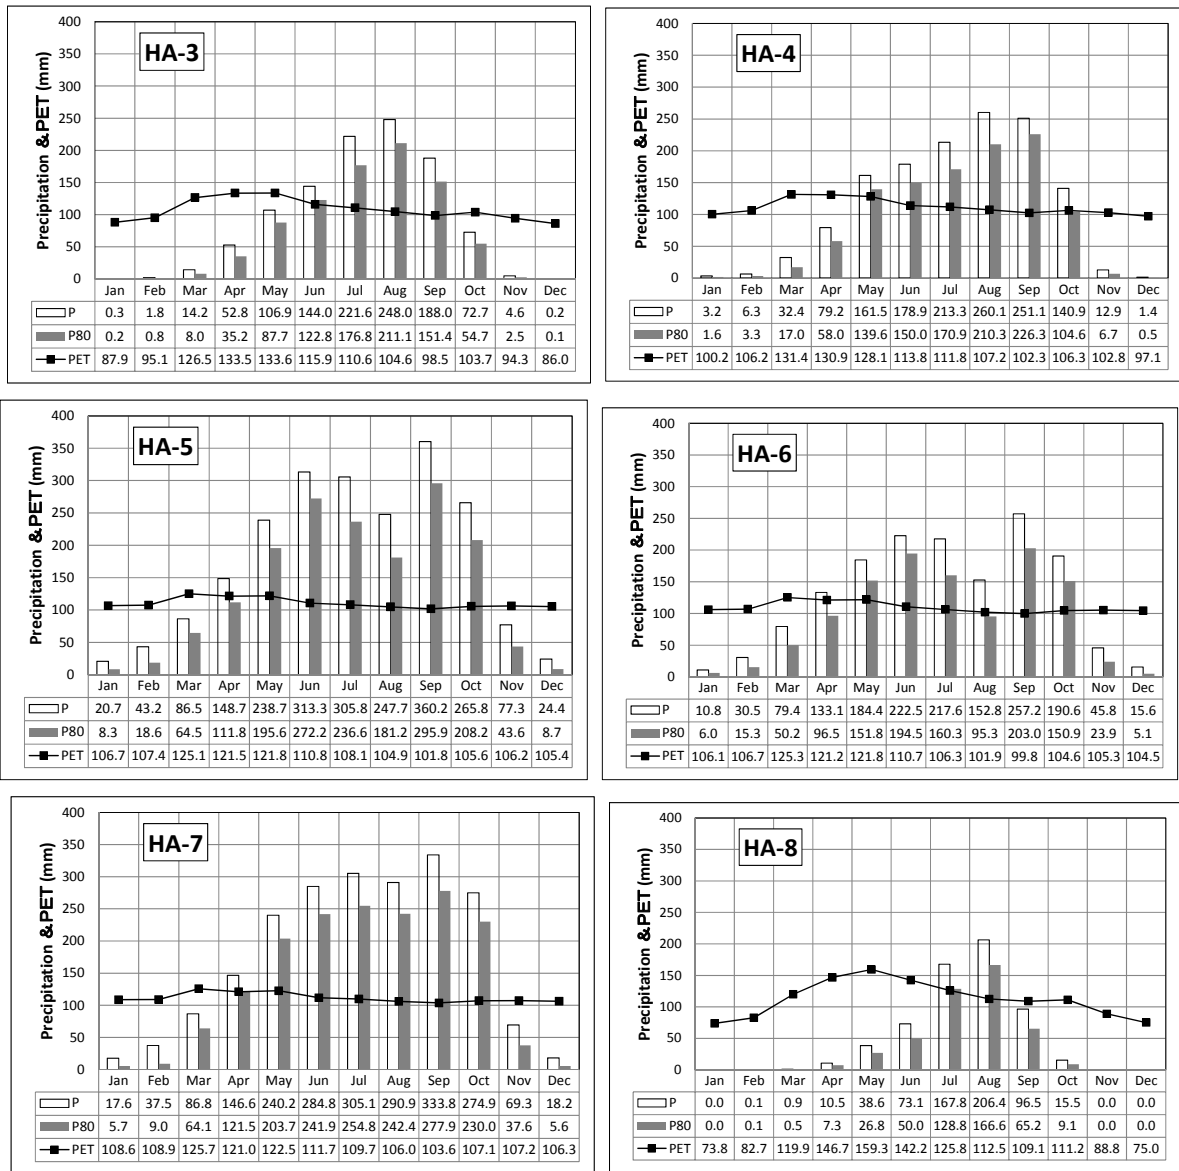 HA-3
Precipitation &PET (mm)
400
350
300
250
200
150
100
50
0
Jan Feb Mar Apr May Jun Jul Aug Sep Oct Nov Dec
P 0.3 1.8 14.2 52.8 106.9 144.0 221.6 248.0 188.0 72.7 4.6 0.2
P80 0.2 0.8 8.0 35.2 87.7 122.8 176.8 211.1 151.4 54.7 2.5 0.1
PET 87.9 95.1 126.5 133.5 133.6 115.9 110.6 104.6 98.5 103.7 94.3 86.0
HA-4
Precipitation &PET (mm)
400
350
300
250
200
150
100
50
0
Jan Feb Mar Apr May Jun Jul Aug Sep Oct Nov Dec
P 3.2 6.3 32.4 79.2 161.5 178.9 213.3 260.1 251.1 140.9 12.9 1.4
P80 1.6 3.3 17.0 58.0 139.6 150.0 170.9 210.3 226.3 104.6 6.7 0.5
PET 100.2 106.2 131.4 130.9 128.1 113.8 111.8 107.2 102.3 106.3 102.8 97.1
HA-5
Precipitation &PET (mm)
400
350
300
250
200
150
100
50
0
Jan Feb Mar Apr May Jun Jul Aug Sep Oct Nov Dec
P 20.7 43.2 86.5 148.7 238.7 313.3 305.8 247.7 360.2 265.8 77.3 24.4
P80 8.3 18.6 64.5 111.8 195.6 272.2 236.6 181.2 295.9 208.2 43.6 8.7
PET 106.7 107.4 125.1 121.5 121.8 110.8 108.1 104.9 101.8 105.6 106.2 105.4
HA-6
Precipitation &PET (mm)
400
350
300
250
200
150
100
50
0
Jan Feb Mar Apr May Jun Jul Aug Sep Oct Nov Dec
P 10.8 30.5 79.4 133.1 184.4 222.5 217.6 152.8 257.2 190.6 45.8 15.6
P80 6.0 15.3 50.2 96.5 151.8 194.5 160.3 95.3 203.0 150.9 23.9 5.1
PET 106.1 106.7 125.3 121.2 121.8 110.7 106.3 101.9 99.8 104.6 105.3 104.5
HA-7
Precipitation &PET (mm)
400
350
300
250
200
150
100
50
0
Jan Feb Mar Apr May Jun Jul Aug Sep Oct Nov Dec
P 17.6 37.5 86.8 146.6 240.2 284.8 305.1 290.9 333.8 274.9 69.3 18.2
P80 5.7 9.0 64.1 121.5 203.7 241.9 254.8 242.4 277.9 230.0 37.6 5.6
PET 108.6 108.9 125.7 121.0 122.5 111.7 109.7 106.0 103.6 107.1 107.2 106.3
HA-8
Precipitation &PET (mm)
400
350
300
250
200
150
100
50
0
Jan Feb Mar Apr May Jun Jul Aug Sep Oct Nov Dec
P 0.0 0.1 0.9 10.5 38.6 73.1 167.8 206.4 96.5 15.5 0.0 0.0
P80 0.0 0.1 0.5 7.3 26.8 50.0 128.8 166.6 65.2 9.1 0.0 0.0
PET 73.8 82.7 119.9 146.7 159.3 142.2 125.8 112.5 109.1 111.2 88.8 75.0